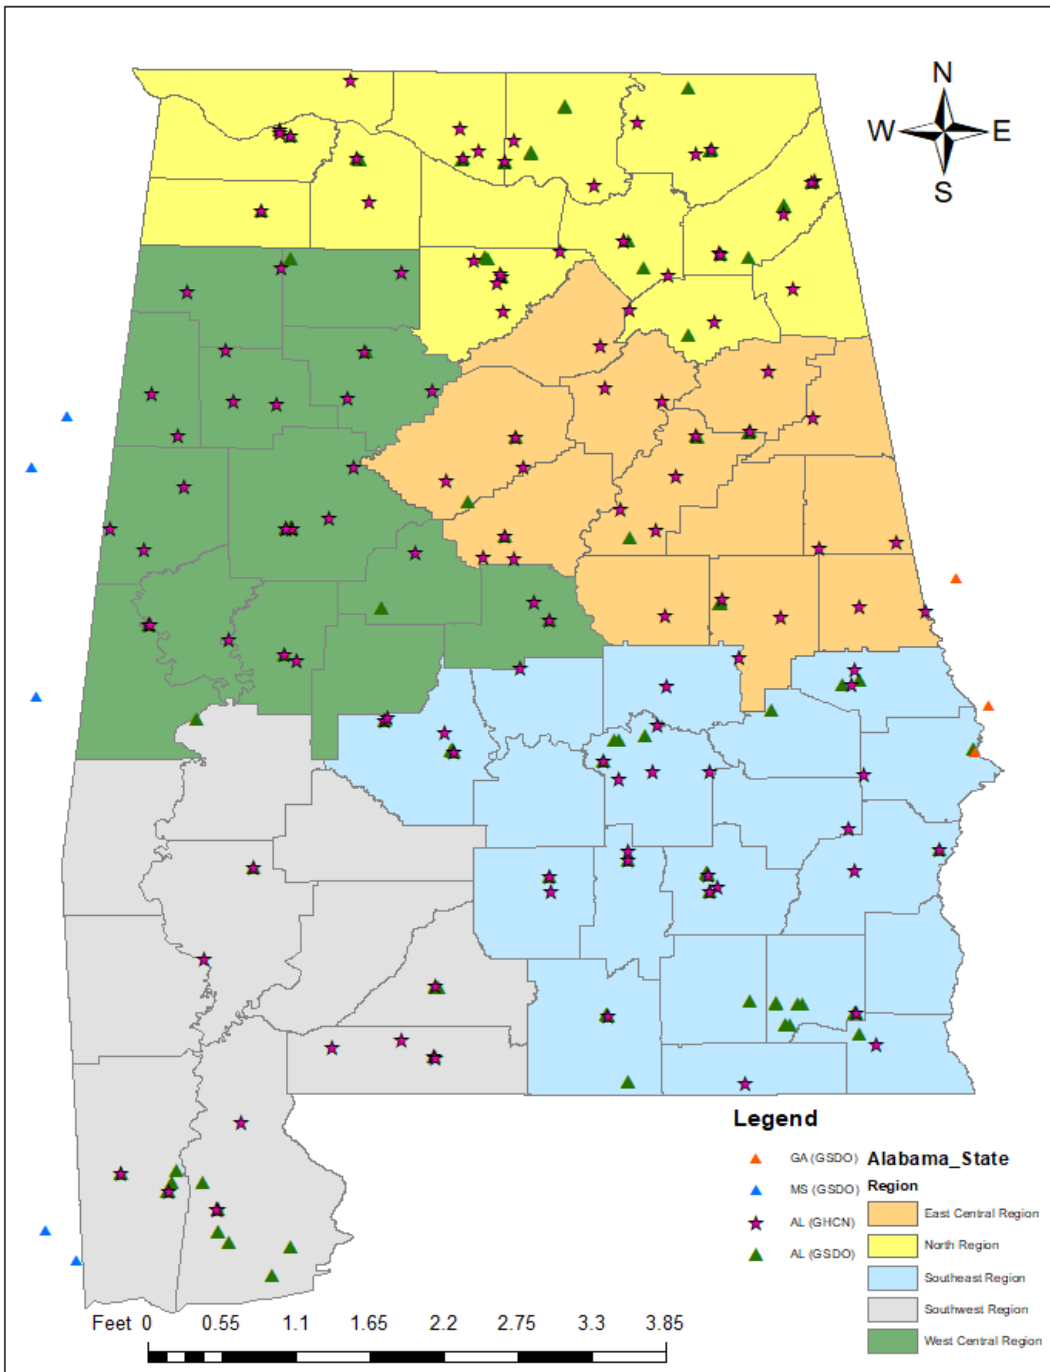 N
W E
S
Legend
GA (GSDO)
MS (GSDO)
AL (GHCN)
AL (GSDO)
Alabama_State
Region
East Central Region
North Region
Southeast Region
Southwest Region
West Central Region
Feet 0 0.55 1.1 1.65 2.2 2.75 3.3 3.85